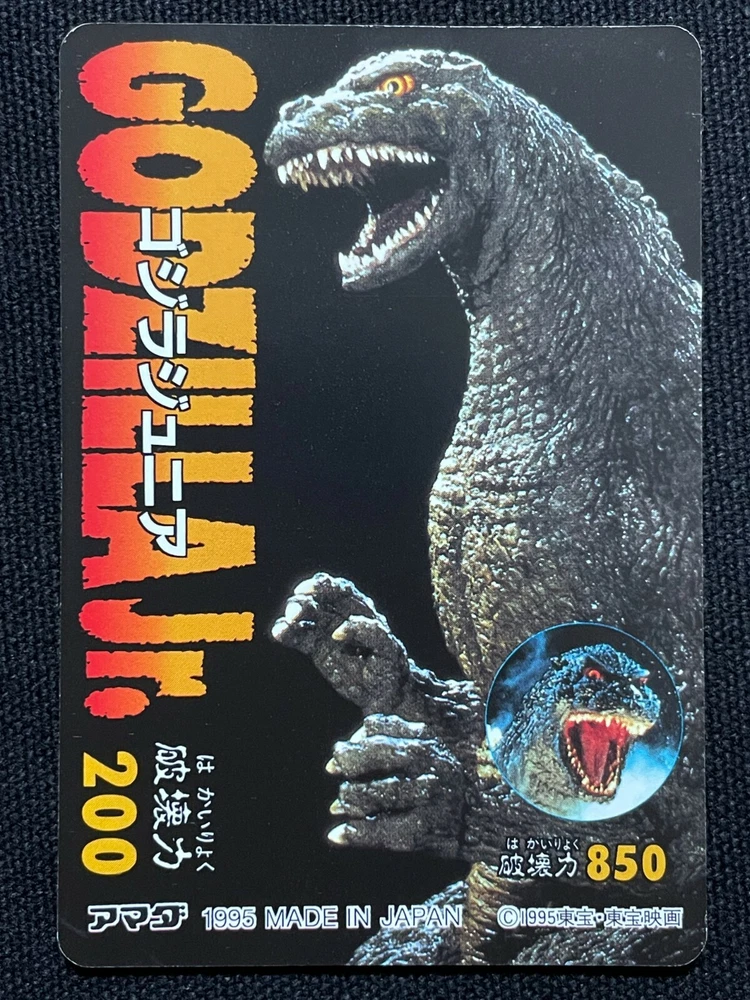 GODZILLA Jr.
ゴジラジュニア
はかいりょく
破壊力
200
はかいりょく
破壊力 850
アマダ 1995 MADE IN JAPAN ©1995東宝・東宝映画